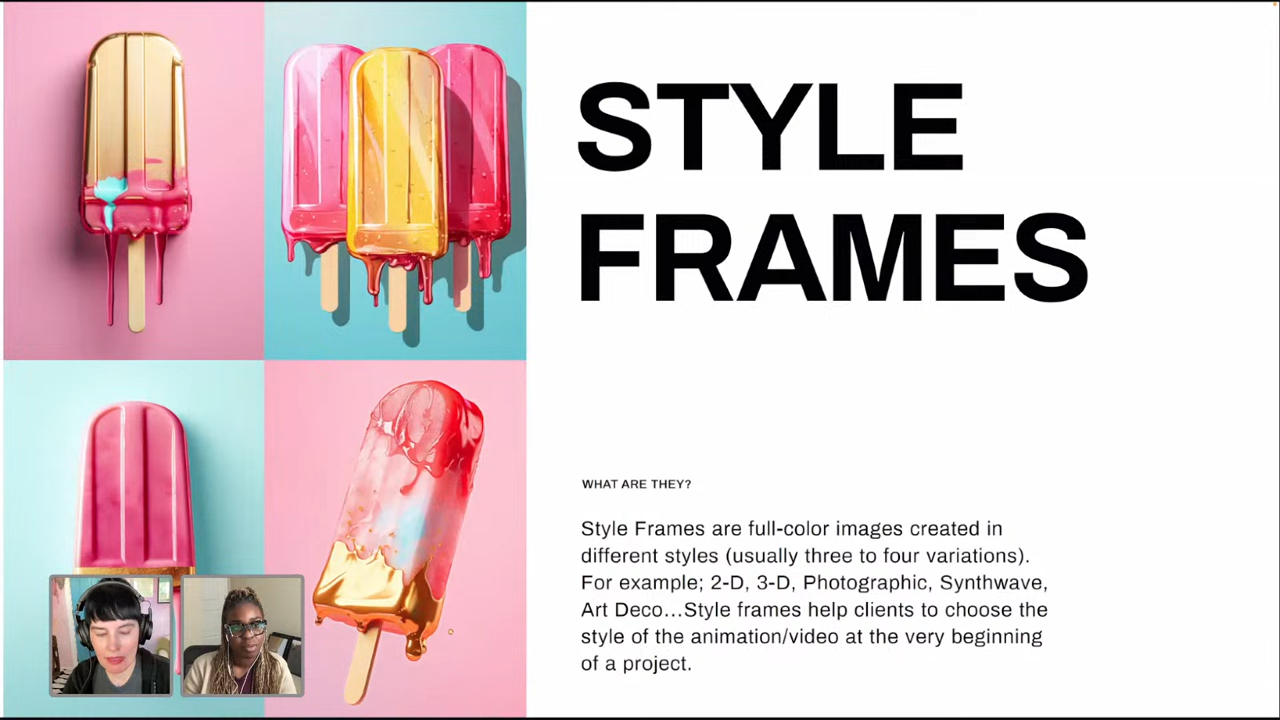 STYLE
FRAMES
WHAT ARE THEY?
Style Frames are full-color images created in
different styles (usually three to four variations).
For example; 2-D, 3-D, Photographic, Synthwave,
Art Deco...Style frames help clients to choose the
style of the animation/video at the very beginning
of a project.